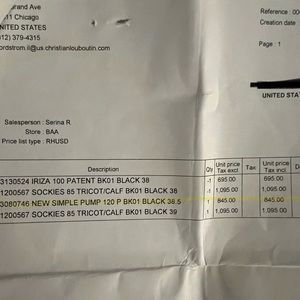 rand Ave
11 Chicago
NITED STATES
12) 379-4315
ordstrom.il@us.christianlouboutin.com
Reference : 00
Creation date
Page : 1
UNITED STA
Salesperson : Serina R
Store : BAA
Price list type : RHUSD
Description Qty Unit price Tax excl Tax Unit price Tax incl D
3130524 IRIZA 100 PATENT BK01 BLACK 38 -1 695.00 695.00
1200567 SOCKIES 85 TRICOT/CALF BK01 BLACK 38 -1 1,095.00 1,095.00
3080746 NEW SIMPLE PUMP 120 P BK01 BLACK 38.5 1 845.00 845.00
1200567 SOCKIES 85 TRICOT/CALF BK01 BLACK 39 1 1,095.00 1,095.00